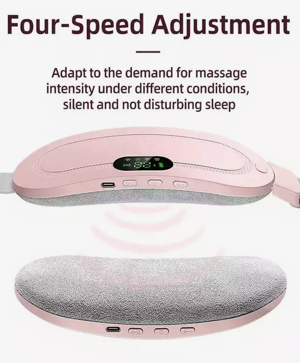 Four-Speed Adjustment
Adapt to the demand for massage
intensity under different conditions,
silent and not disturbing sleep